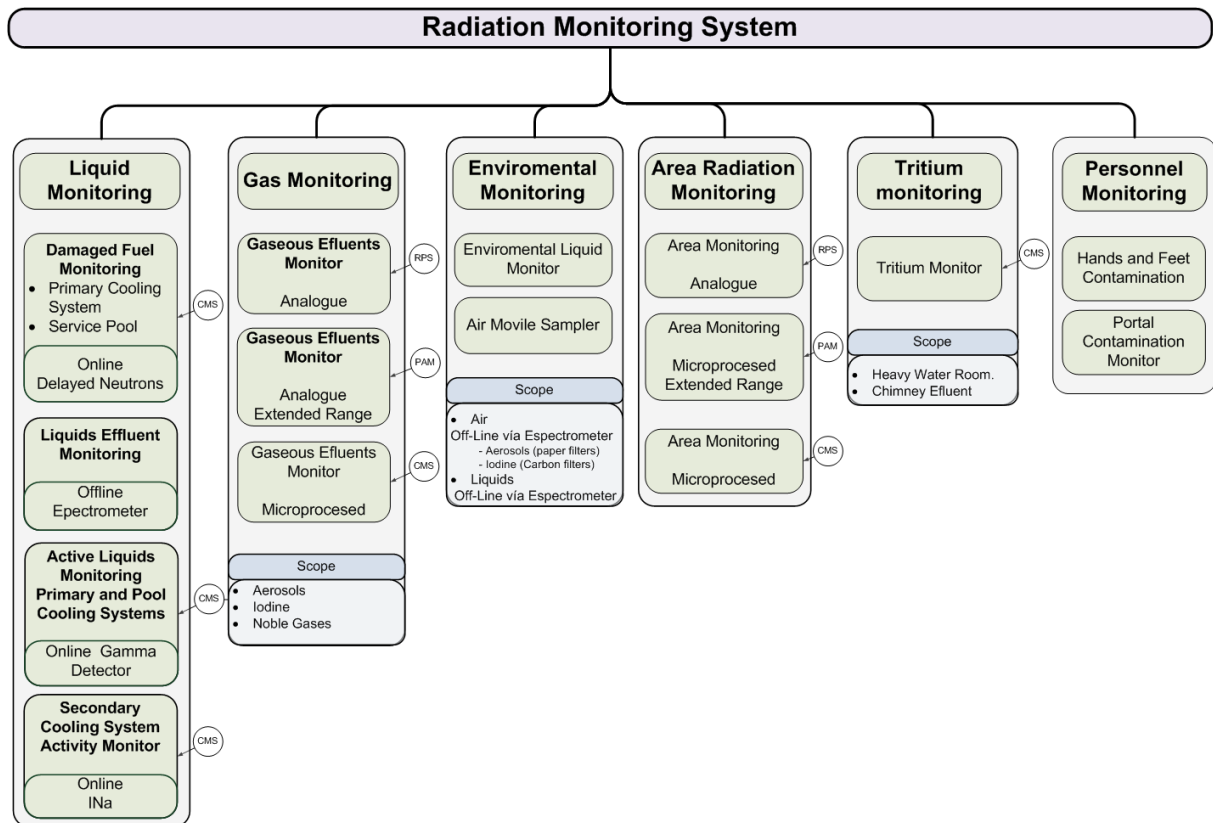 Radiation Monitoring System
Liquid
Monitoring
Damaged Fuel
Monitoring
• Primary Cooling
System
• Service Pool
CMS
Online
Delayed Neutrons
Liquids Effluent
Monitoring
Offline
Epectrometer
Active Liquids
Monitoring
Primary and Pool
Cooling Systems
CMS
Online Gamma
Detector
Secondary
Cooling System
Activity Monitor
CMS
Online
INa
Gas Monitoring
Gaseous Efluents
Monitor
Analogue
RPS
Gaseous Efluents
Monitor
Analogue
Extended Range
PAM
Gaseous Efluents
Monitor
Microprocesed
CMS
Scope
• Aerosols
• Iodine
• Noble Gases
Enviromental
Monitoring
Enviromental Liquid
Monitor
Air Movile Sampler
Scope
• Air
Off-Line vía Espectrometer
- Aerosols (paper filters)
- Iodine (Carbon filters)
• Liquids
Off-Line vía Espectrometer
Area Radiation
Monitoring
Area Monitoring
Analogue
RPS
Area Monitoring
Microprocesed
Extended Range
PAM
Area Monitoring
Microprocesed
CMS
Tritium
monitoring
Tritium Monitor
CMS
Scope
• Heavy Water Room.
• Chimney Efluent
Personnel
Monitoring
Hands and Feet
Contamination
Portal
Contamination
Monitor